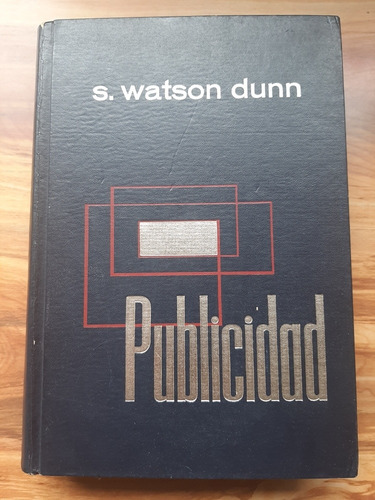 s. watson dunn
Publicidad